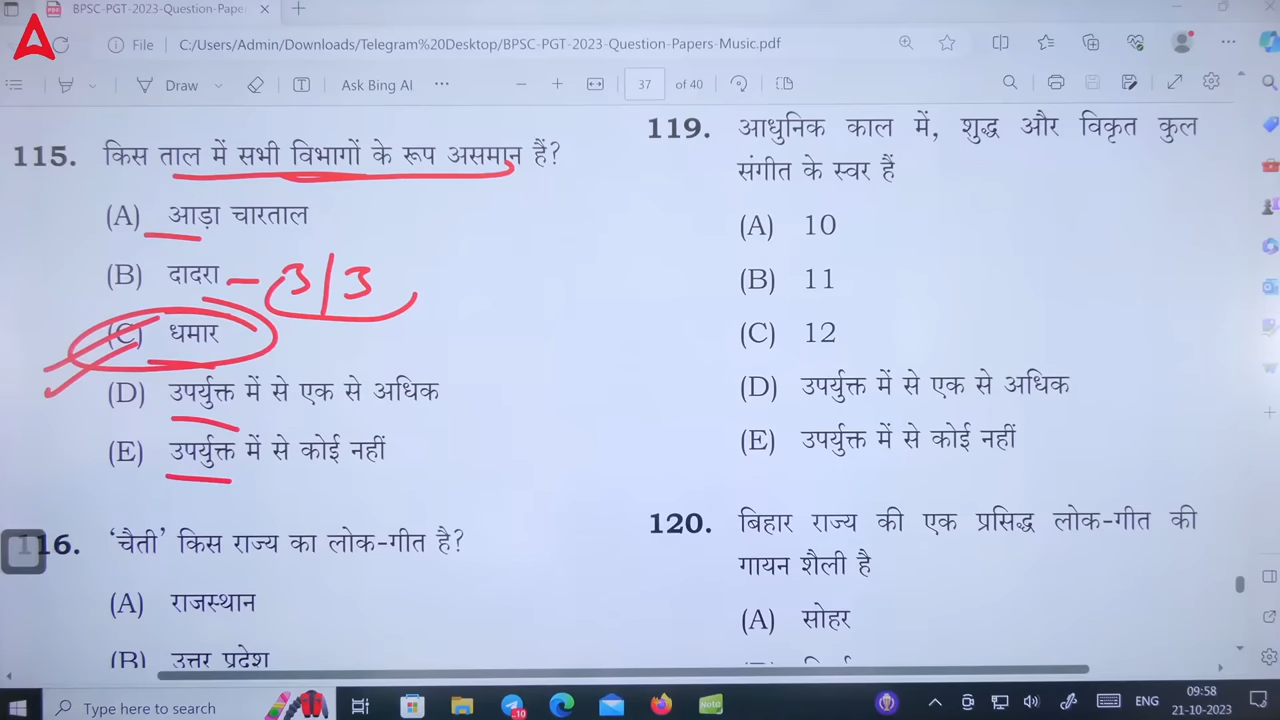 BPSC-PGT-2023-Question-Paper
File
C:/Users/Admin/Downloads/Telegram%20Desktop/BPSC-PGT-2023-Question-Papers-Music.pdf
Draw
Ask Bing AI
37 of 40
115. किस ताल में सभी विभागों के रूप असमान हैं?
(A) आड़ा चारताल
(B) दादरा – 3|3
(C) धमार
(D) उपर्युक्त में से एक से अधिक
(E) उपर्युक्त में से कोई नहीं
116. ‘चैती’ किस राज्य का लोक-गीत है?
(A) राजस्थान
(B) उत्तर प्रदेश
119. आधुनिक काल में, शुद्ध और विकृत कुल
संगीत के स्वर हैं
(A) 10
(B) 11
(C) 12
(D) उपर्युक्त में से एक से अधिक
(E) उपर्युक्त में से कोई नहीं
120. बिहार राज्य की एक प्रसिद्ध लोक-गीत की
गायन शैली है
(A) सोहर
Type here to search
ENG
09:58
21-10-2023